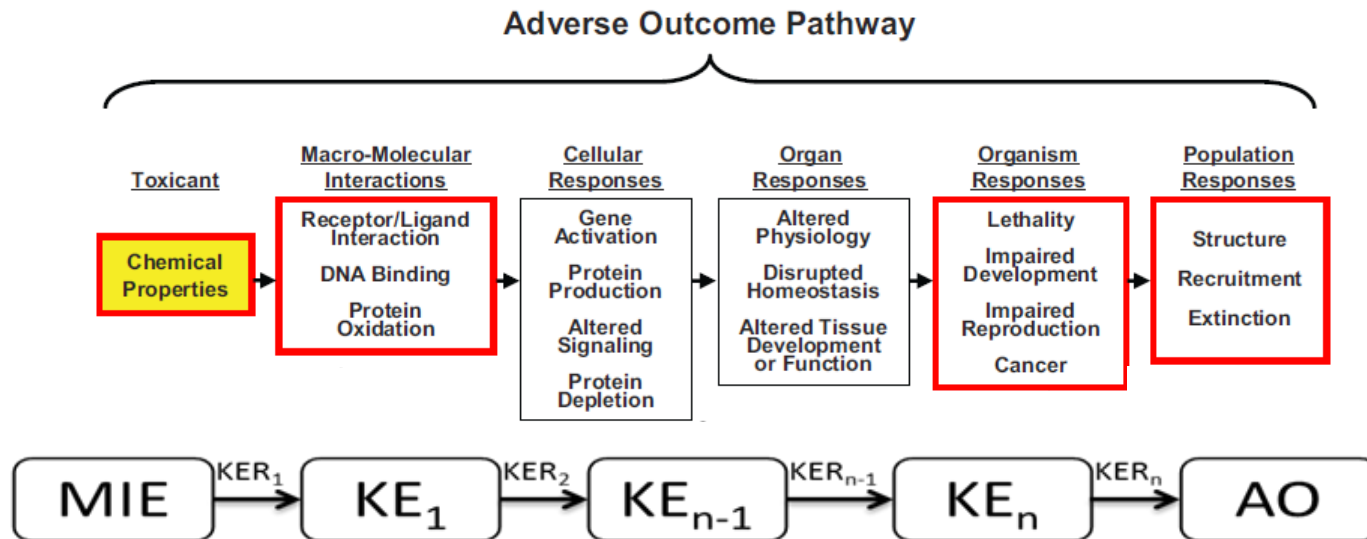 Adverse Outcome Pathway
Toxicant
Macro-Molecular
Interactions
Cellular
Responses
Organ
Responses
Organism
Responses
Population
Responses
Chemical
Properties
Receptor/Ligand
Interaction
DNA Binding
Protein
Oxidation
Gene
Activation
Protein
Production
Altered
Signaling
Protein
Depletion
Altered
Physiology
Disrupted
Homeostasis
Altered Tissue
Development
or Function
Lethality
Impaired
Development
Impaired
Reproduction
Cancer
Structure
Recruitment
Extinction
MIE
KER₁
KE₁
KER₂
KEₙ₋₁
KERₙ₋₁
KEₙ
KERₙ
AO